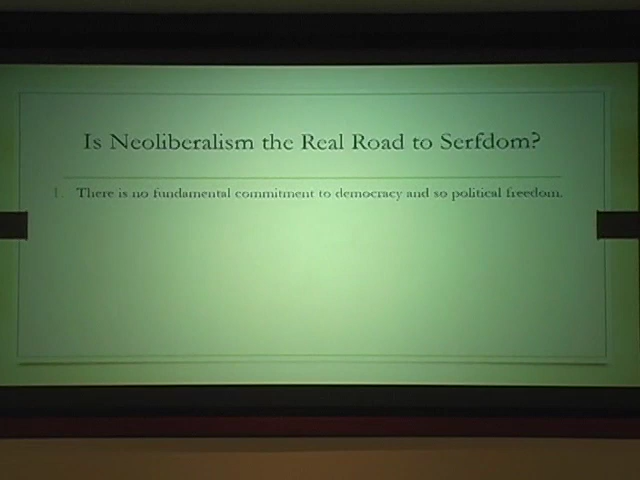 Is Neoliberalism the Real Road to Serfdom?
1. There is no fundamental commitment to democracy and so political freedom.